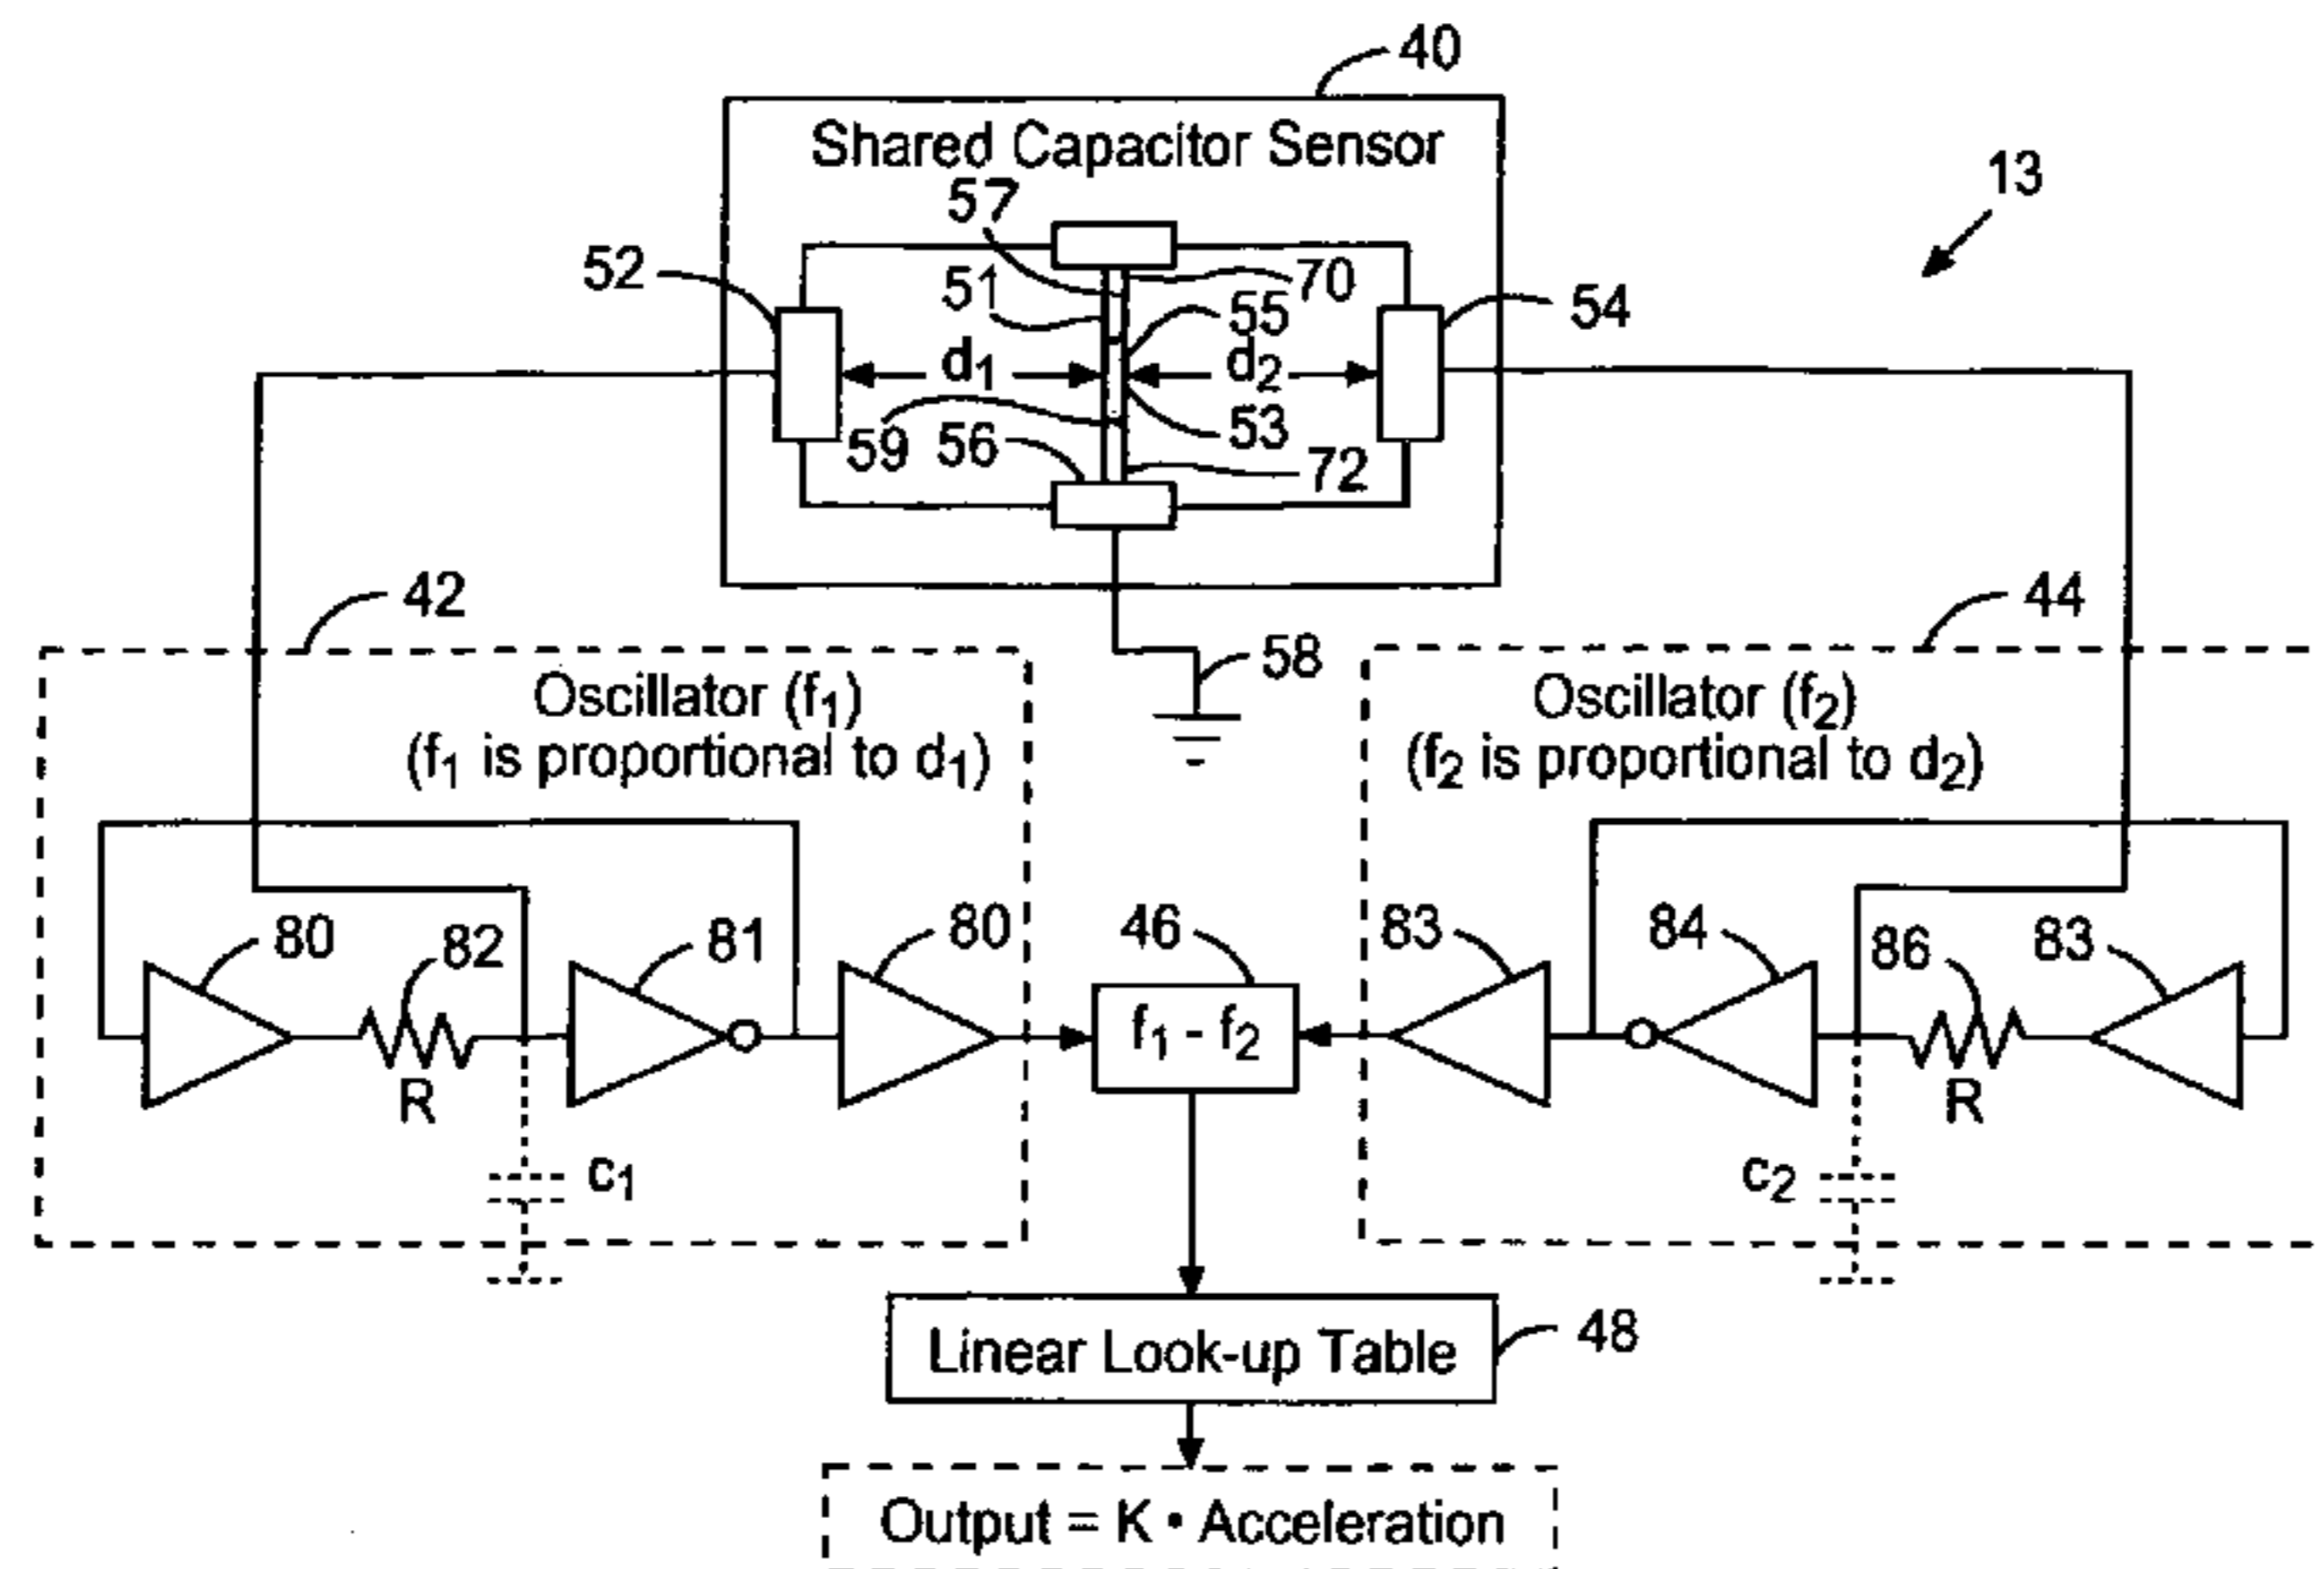 40
Shared Capacitor Sensor
13
57
52
51
70
55
54
d₁
d₂
59
56
53
72
42
44
58
Oscillator (f₁)
(f₁ is proportional to d₁)
Oscillator (f₂)
(f₂ is proportional to d₂)
80
82
81
80
46
83
84
86
83
f₁ - f₂
R
R
c₁
c₂
Linear Look-up Table
48
Output = K • Acceleration